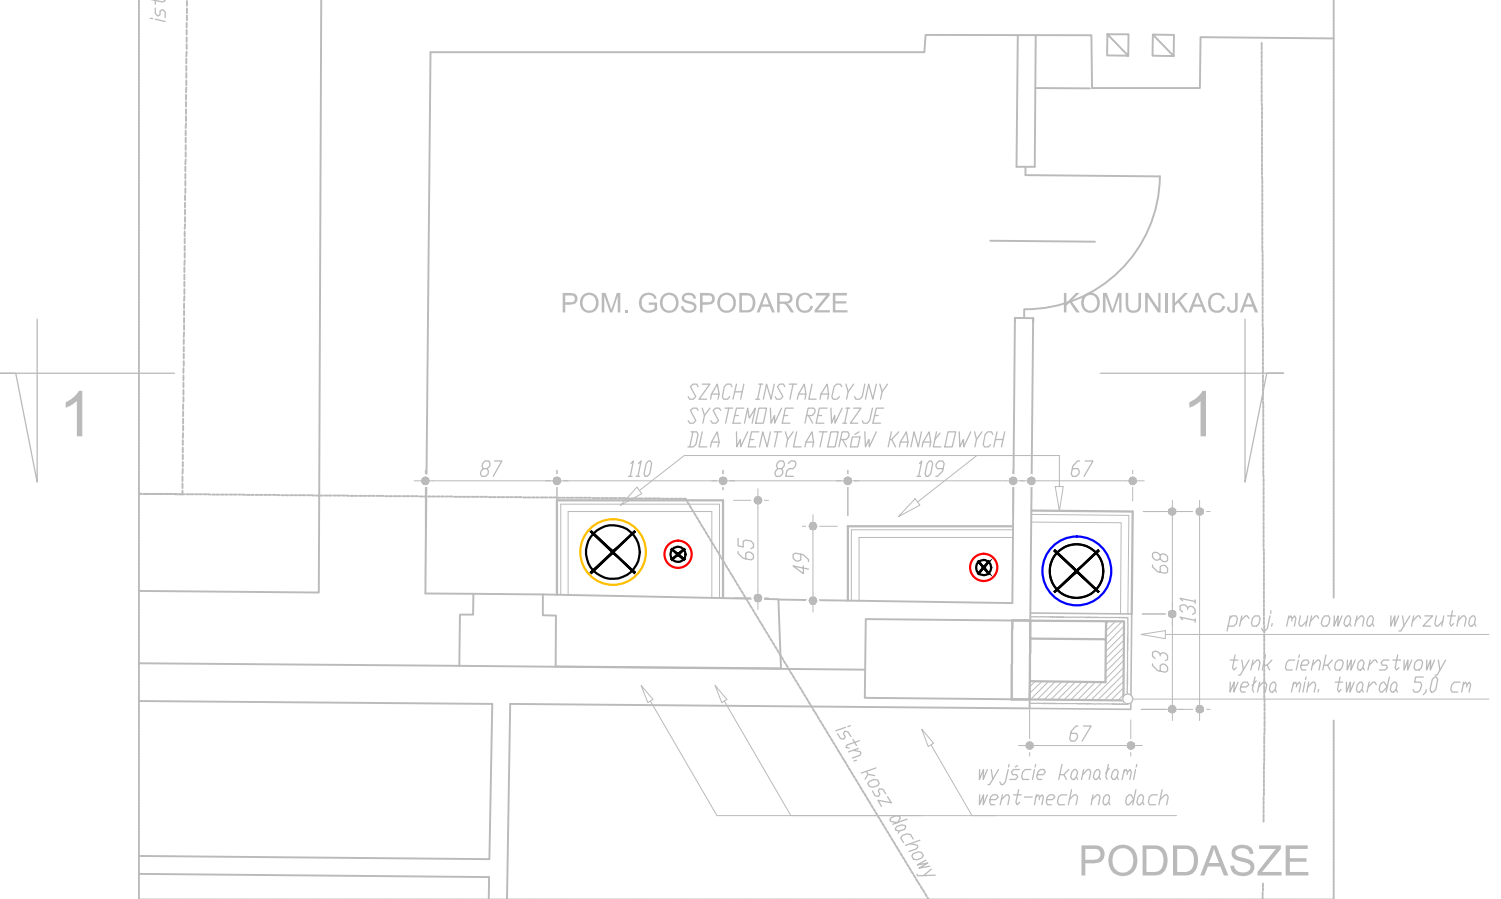 ist
POM. GOSPODARCZE
KOMUNIKACJA
1
1
SZACH INSTALACYJNY
SYSTEMOWE REWIZJE
DLA WENTYLATORÓW KANAŁOWYCH
87
110
82
109
67
65
49
68
131
63
proj. murowana wyrzutna
tynk cienkowarstwowy
wełna min. twarda 5,0 cm
67
istn. kosz dachowy
wyjście kanałami
went-mech na dach
PODDASZE